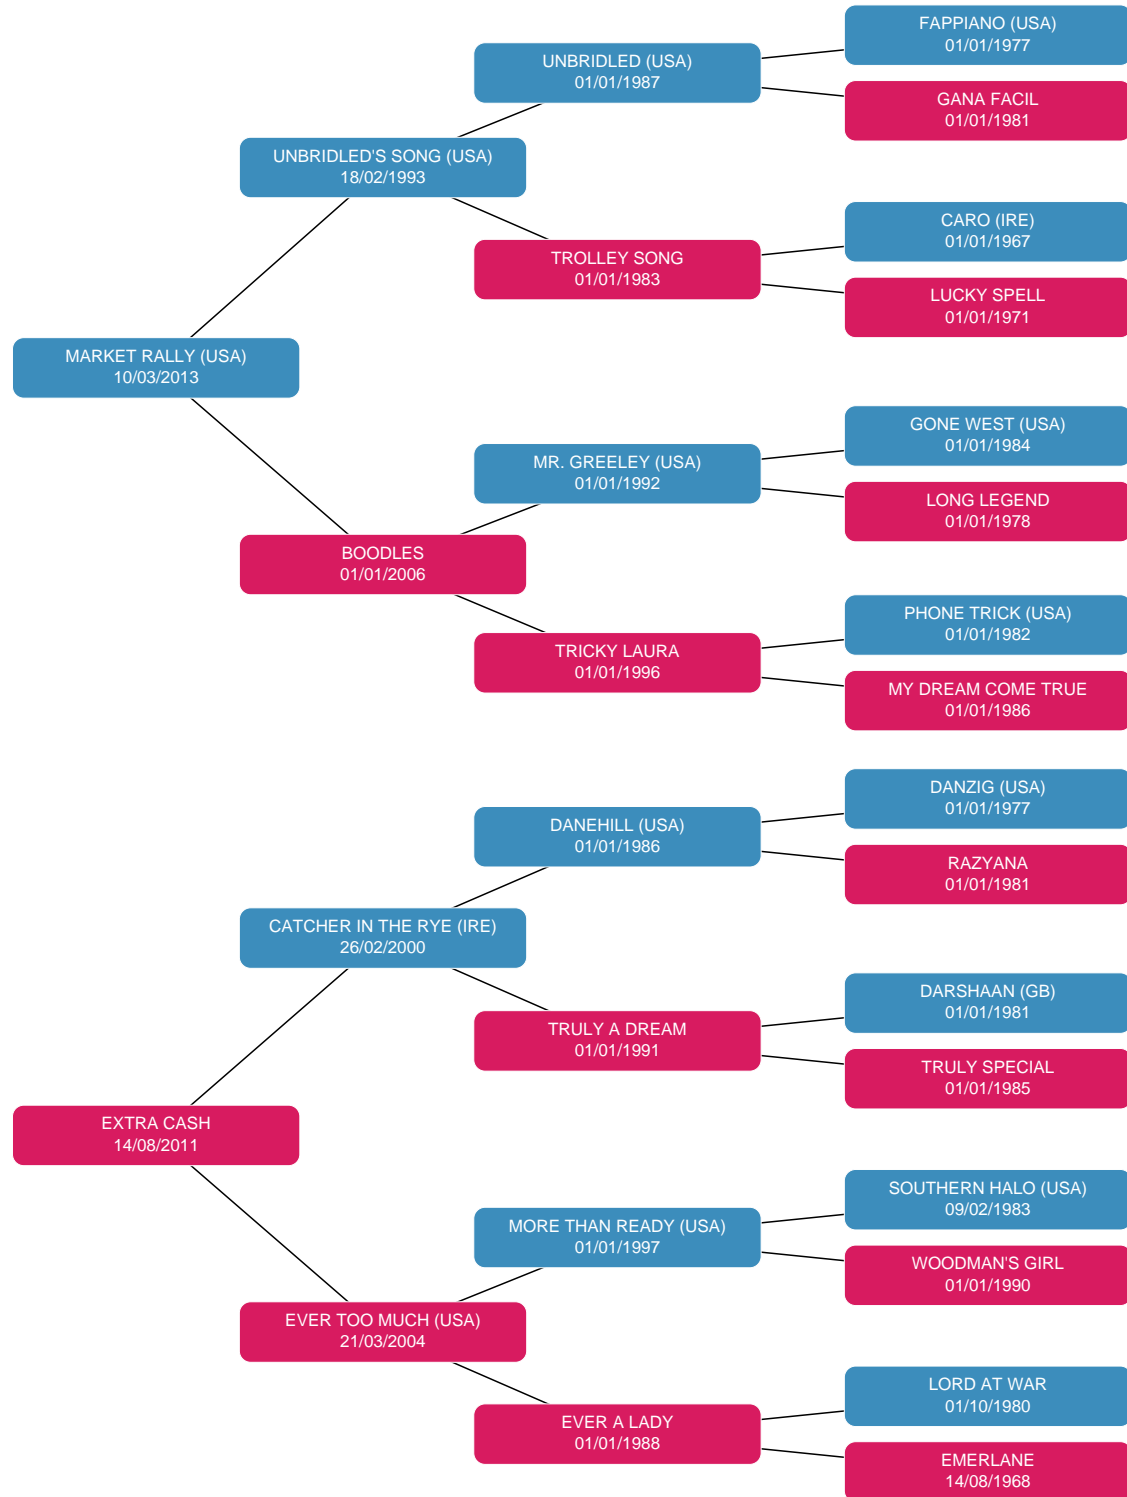 FAPPIANO (USA)
01/01/1977
UNBRIDLED (USA)
01/01/1987
GANA FACIL
01/01/1981
UNBRIDLED'S SONG (USA)
18/02/1993
CARO (IRE)
01/01/1967
TROLLEY SONG
01/01/1983
LUCKY SPELL
01/01/1971
MARKET RALLY (USA)
10/03/2013
GONE WEST (USA)
01/01/1984
MR. GREELEY (USA)
01/01/1992
LONG LEGEND
01/01/1978
BOODLES
01/01/2006
PHONE TRICK (USA)
01/01/1982
TRICKY LAURA
01/01/1996
MY DREAM COME TRUE
01/01/1986
DANZIG (USA)
01/01/1977
DANEHILL (USA)
01/01/1986
RAZYANA
01/01/1981
CATCHER IN THE RYE (IRE)
26/02/2000
DARSHAAN (GB)
01/01/1981
TRULY A DREAM
01/01/1991
TRULY SPECIAL
01/01/1985
EXTRA CASH
14/08/2011
SOUTHERN HALO (USA)
09/02/1983
MORE THAN READY (USA)
01/01/1997
WOODMAN'S GIRL
01/01/1990
EVER TOO MUCH (USA)
21/03/2004
LORD AT WAR
01/10/1980
EVER A LADY
01/01/1988
EMERLANE
14/08/1968